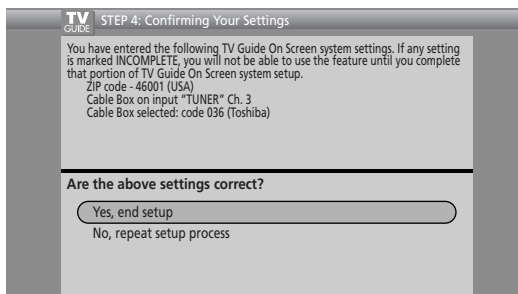 TV
GUIDE
STEP 4: Confirming Your Settings
You have entered the following TV Guide On Screen system settings. If any setting
is marked INCOMPLETE, you will not be able to use the feature until you complete
that portion of TV Guide On Screen system setup.
ZIP code - 46001 (USA)
Cable Box on input "TUNER" Ch. 3
Cable Box selected: code 036 (Toshiba)
Are the above settings correct?
Yes, end setup
No, repeat setup process